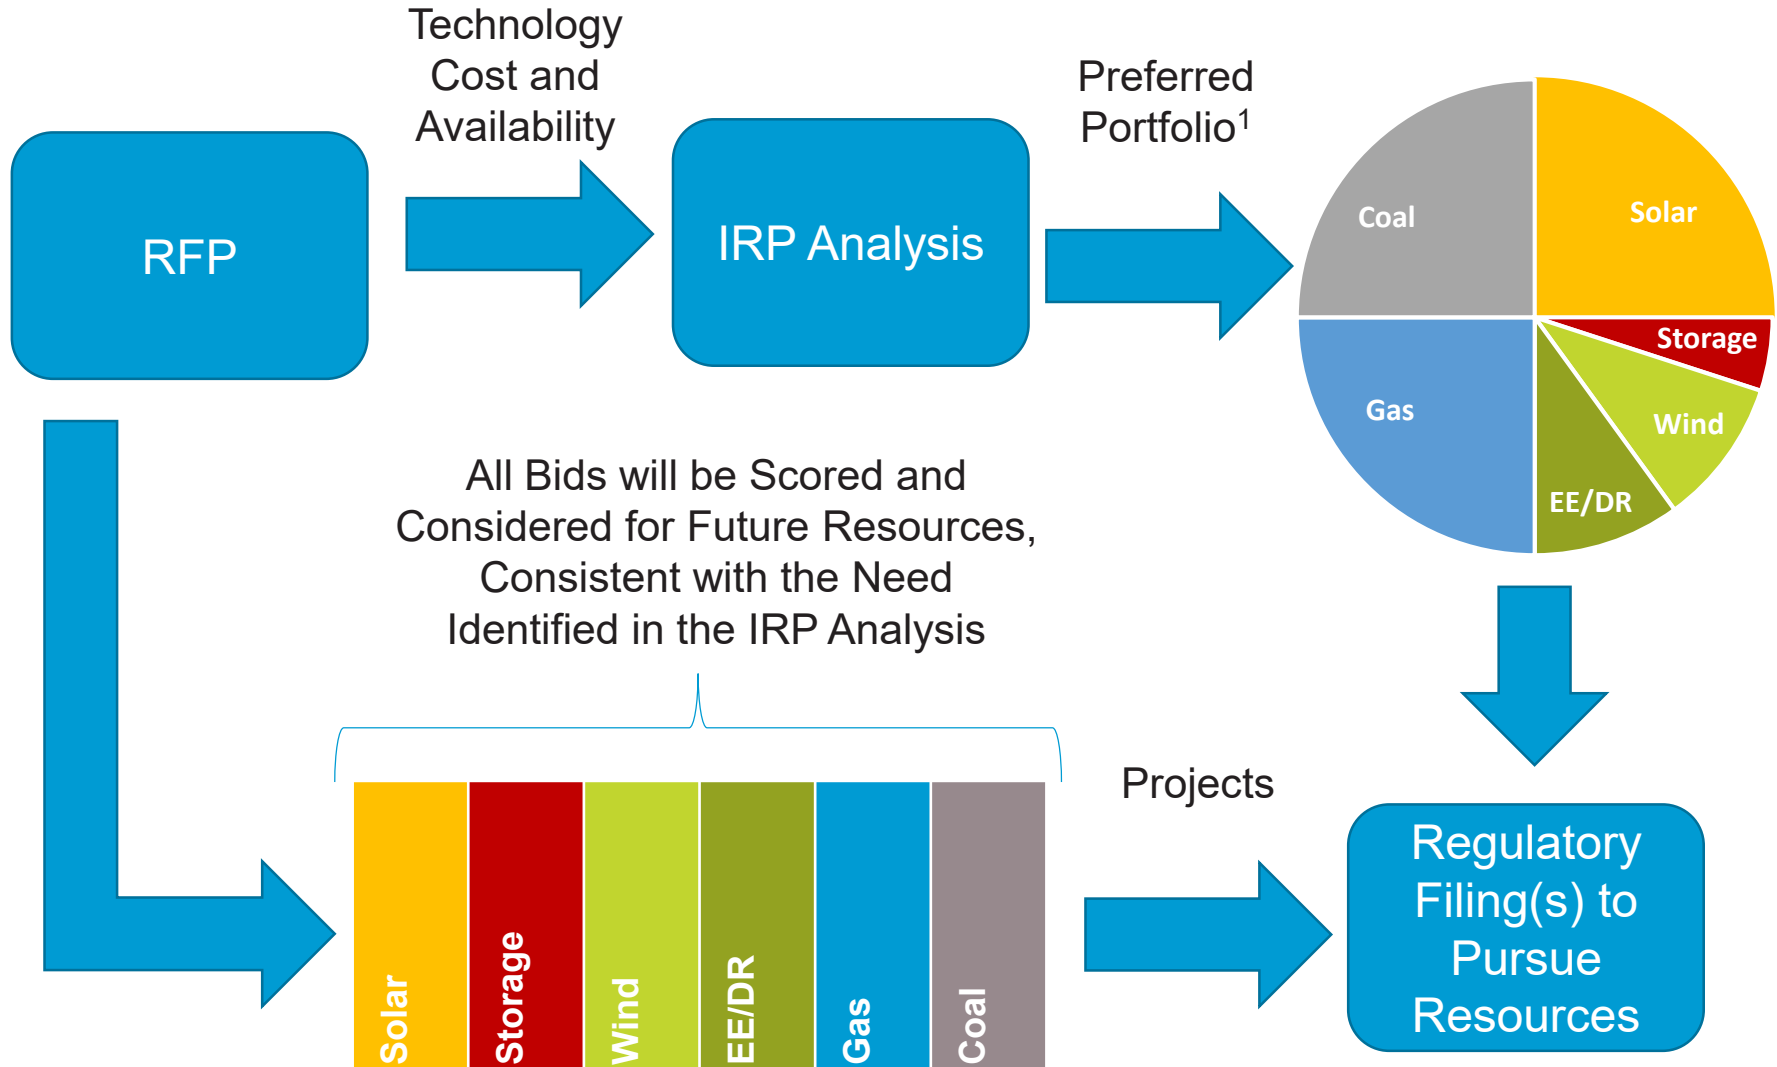 Technology
Cost and
Availability
Preferred
Portfolio1
RFP
IRP Analysis
Coal
Solar
Storage
Gas
Wind
EE/DR
All Bids will be Scored and
Considered for Future Resources,
Consistent with the Need
Identified in the IRP Analysis
Projects
Solar
Storage
Wind
EE/DR
Gas
Coal
Regulatory
Filing(s) to
Pursue
Resources